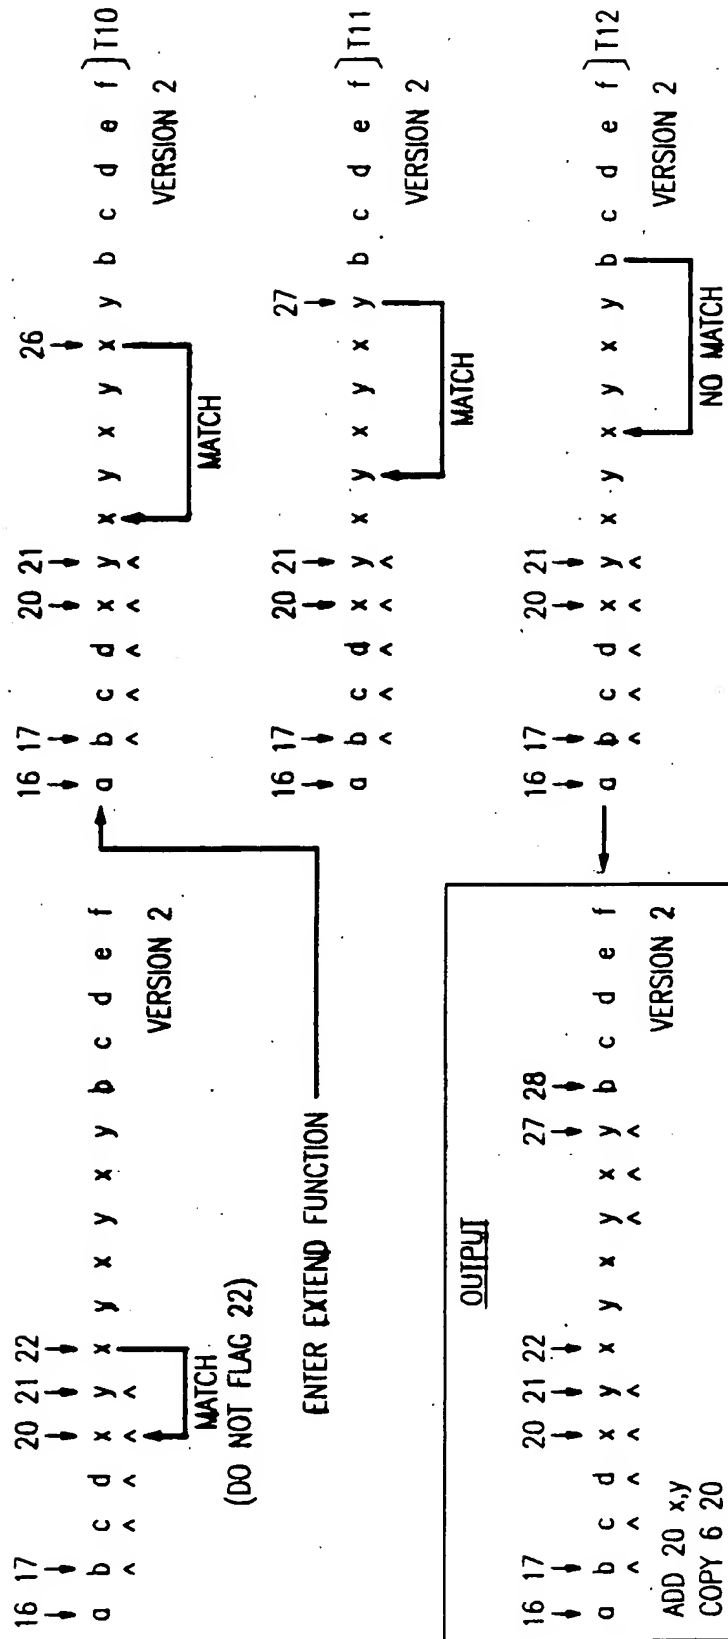 16 17 20 21 22
a b c d x y x y x y x y b c d e f
^ ^ ^ ^ ^
VERSION 2
MATCH
(DO NOT FLAG 22)
ENTER EXTEND FUNCTION
16 17 20 21 26
a b c d x y x y x y x y b c d e f } T10
^ ^ ^ ^ ^
VERSION 2
MATCH
16 17 20 21 27
a b c d x y x y x y x y b c d e f } T11
^ ^ ^ ^ ^
VERSION 2
MATCH
16 17 20 21
a b c d x y x y x y x y b c d e f } T12
^ ^ ^ ^ ^
VERSION 2
NO MATCH
OUTPUT
16 17 20 21 22 27 28
a b c d x y x y x y x y b c d e f
^ ^ ^ ^ ^ ^ ^ ^
VERSION 2
ADD 20 x,y
COPY 6 20